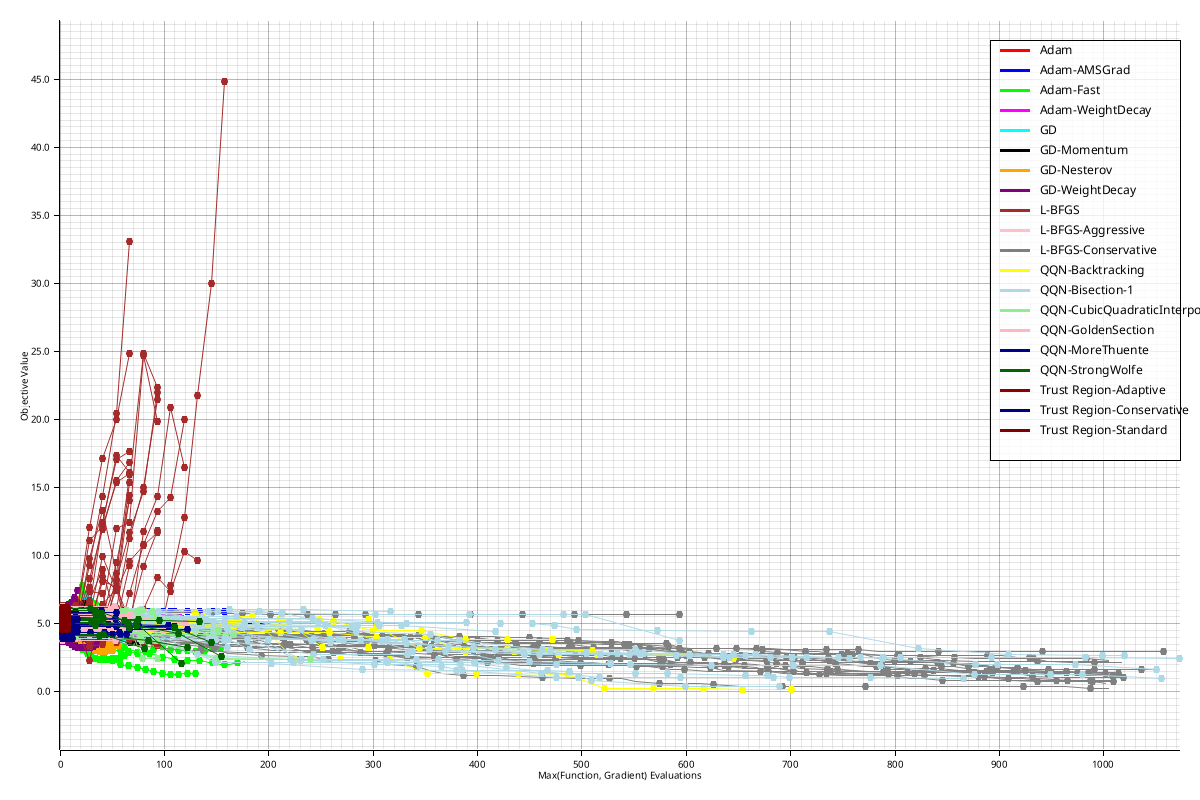 45.0
40.0
35.0
30.0
25.0
20.0
15.0
10.0
5.0
0.0
Objective Value
0
100
200
300
400
500
600
700
800
900
1000
Max(Function, Gradient) Evaluations
Adam
Adam-AMSGrad
Adam-Fast
Adam-WeightDecay
GD
GD-Momentum
GD-Nesterov
GD-WeightDecay
L-BFGS
L-BFGS-Aggressive
L-BFGS-Conservative
QQN-Backtracking
QQN-Bisection-1
QQN-CubicQuadraticInterpo
QQN-GoldenSection
QQN-MoreThuente
QQN-StrongWolfe
Trust Region-Adaptive
Trust Region-Conservative
Trust Region-Standard